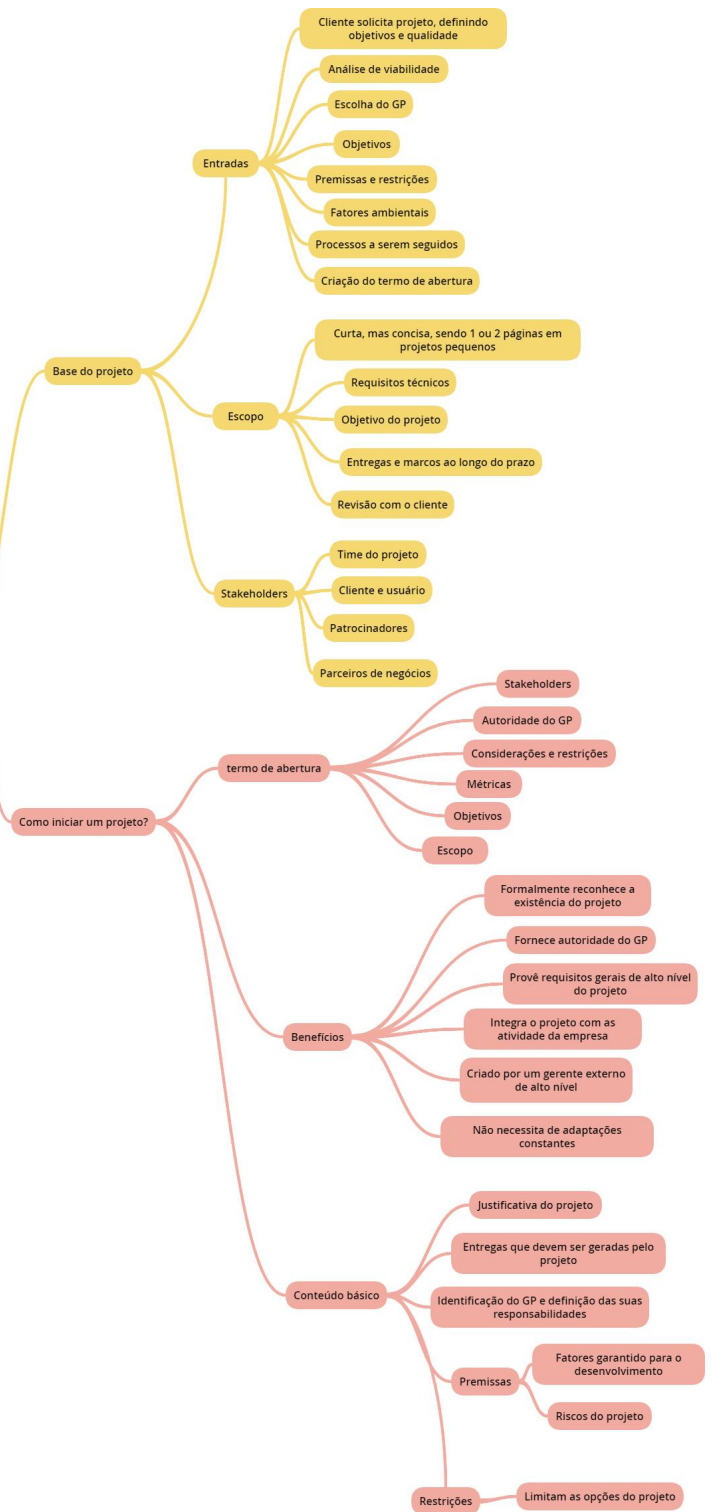 Cliente solicita projeto, definindo
objetivos e qualidade
Análise de viabilidade
Escolha do GP
Entradas
Objetivos
Premissas e restrições
Fatores ambientais
Processos a serem seguidos
Criação do termo de abertura
Base do projeto
Curta, mas concisa, sendo 1 ou 2 páginas em
projetos pequenos
Requisitos técnicos
Escopo
Objetivo do projeto
Entregas e marcos ao longo do prazo
Revisão com o cliente
Stakeholders
Time do projeto
Cliente e usuário
Patrocinadores
Parceiros de negócios
Como iniciar um projeto?
termo de abertura
Stakeholders
Autoridade do GP
Considerações e restrições
Métricas
Objetivos
Escopo
Benefícios
Formalmente reconhece a
existência do projeto
Fornece autoridade do GP
Provê requisitos gerais de alto nível
do projeto
Integra o projeto com as
atividade da empresa
Criado por um gerente externo
de alto nível
Não necessita de adaptações
constantes
Conteúdo básico
Justificativa do projeto
Entregas que devem ser geradas pelo
projeto
Identificação do GP e definição das suas
responsabilidades
Premissas
Fatores garantido para o
desenvolvimento
Riscos do projeto
Restrições
Limitam as opções do projeto